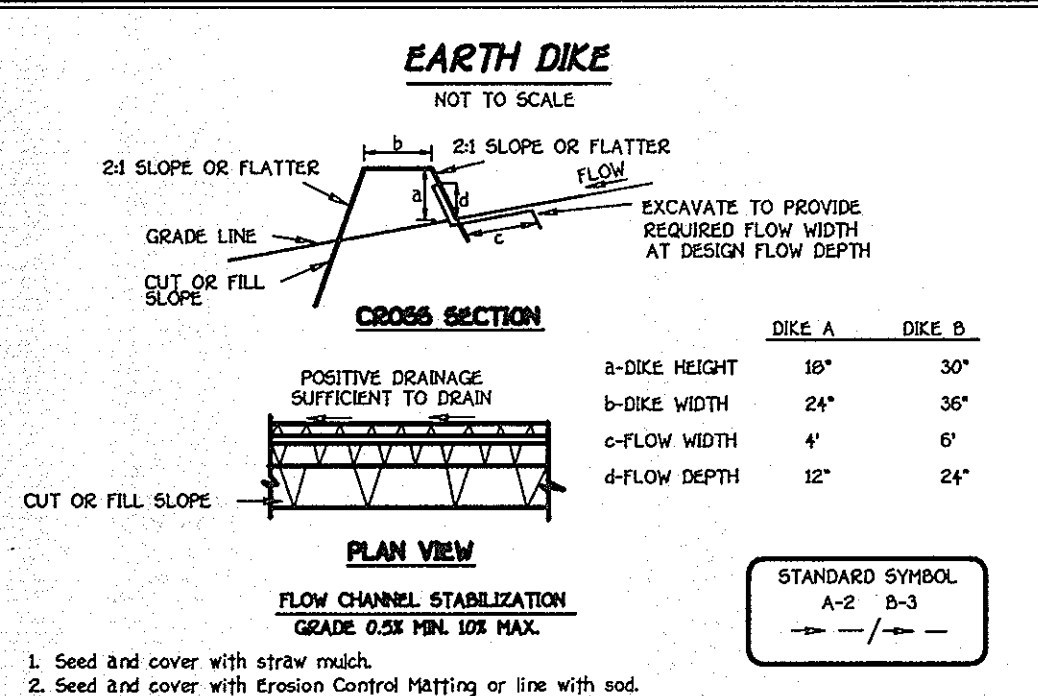 EARTH DIKE
NOT TO SCALE
b
2:1 SLOPE OR FLATTER
2:1 SLOPE OR FLATTER
FLOW
a
d
c
EXCAVATE TO PROVIDE
REQUIRED FLOW WIDTH
AT DESIGN FLOW DEPTH
GRADE LINE
CUT OR FILL
SLOPE
CROSS SECTION
DIKE A DIKE B
a-DIKE HEIGHT 18" 30"
b-DIKE WIDTH 24" 36"
c-FLOW WIDTH 4' 6'
d-FLOW DEPTH 12" 24"
POSITIVE DRAINAGE
SUFFICIENT TO DRAIN
CUT OR FILL SLOPE
PLAN VIEW
FLOW CHANNEL STABILIZATION
GRADE 0.5% MIN. 10% MAX.
STANDARD SYMBOL
A-2 B-3
/
1. Seed and cover with straw mulch.
2. Seed and cover with Erosion Control Matting or line with sod.